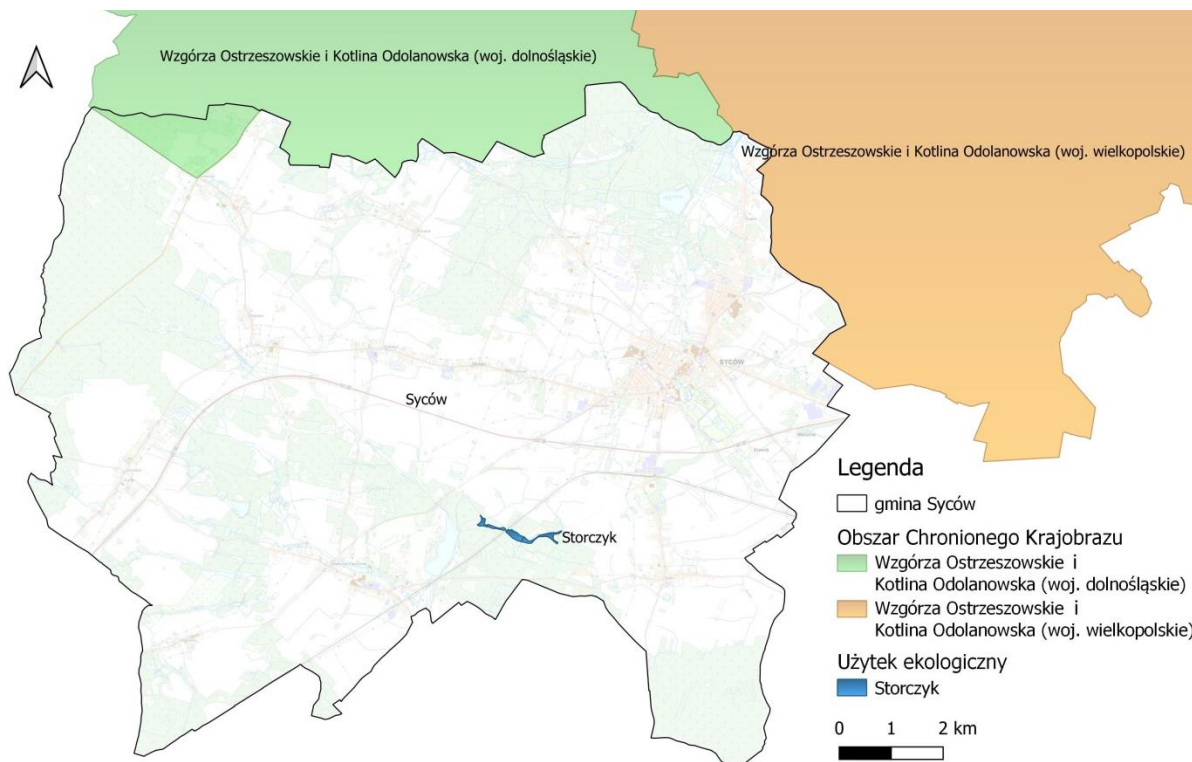 Wzgórza Ostrzeszowskie i Kotlina Odolanowska (woj. dolnośląskie)
Wzgórza Ostrzeszowskie i Kotlina Odolanowska (woj. wielkopolskie)
SYCÓW
Syców
Storczyk
Legenda
gmina Syców
Obszar Chronionego Krajobrazu
Wzgórza Ostrzeszowskie i
Kotlina Odolanowska (woj. dolnośląskie)
Wzgórza Ostrzeszowskie i
Kotlina Odolanowska (woj. wielkopolskie)
Użytek ekologiczny
Storczyk
0 1 2 km